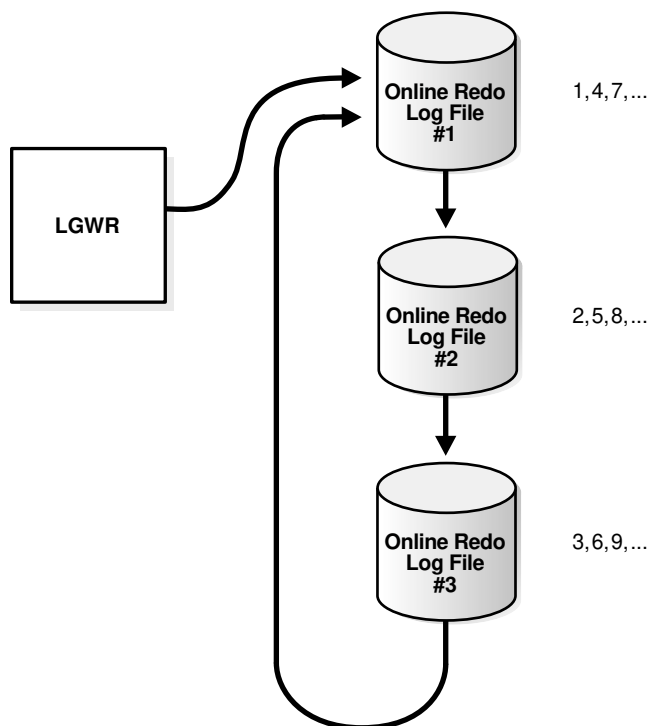 Online Redo
Log File
#1
1,4,7,...
LGWR
Online Redo
Log File
#2
2,5,8,...
Online Redo
Log File
#3
3,6,9,...